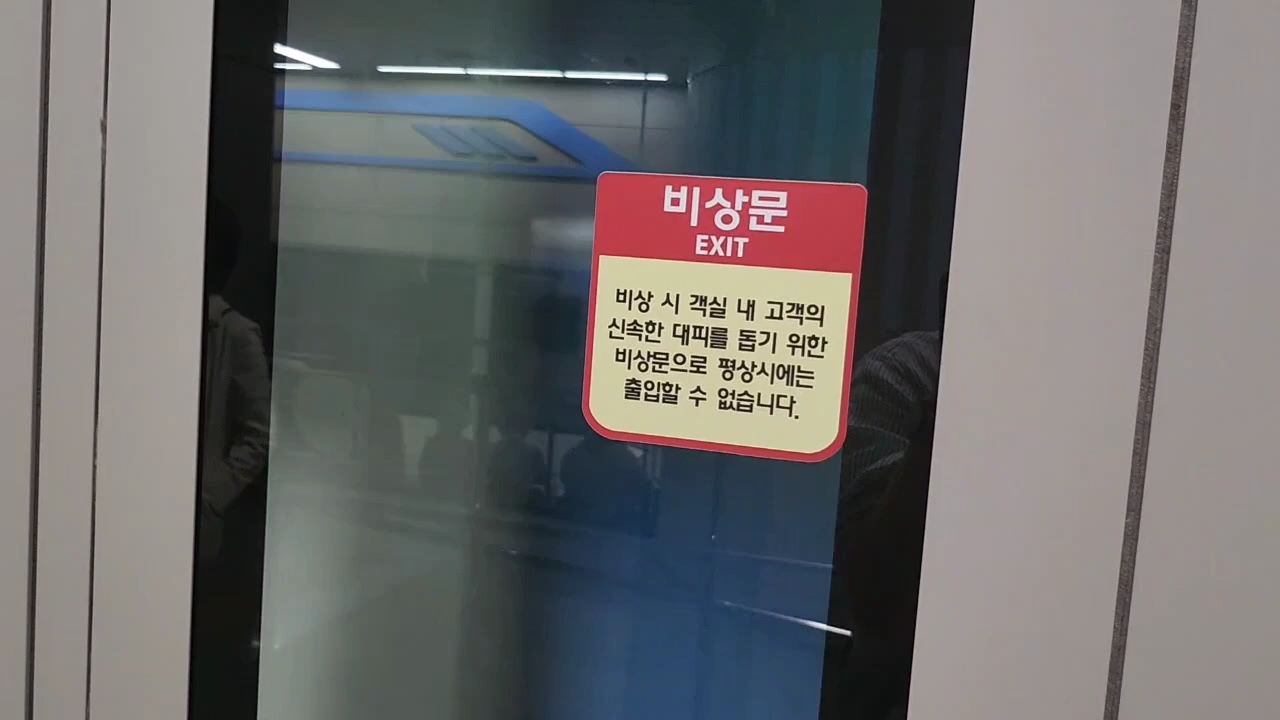 비상문
EXIT
비상 시 객실 내 고객의
신속한 대피를 돕기 위한
비상문으로 평상시에는
출입할 수 없습니다.